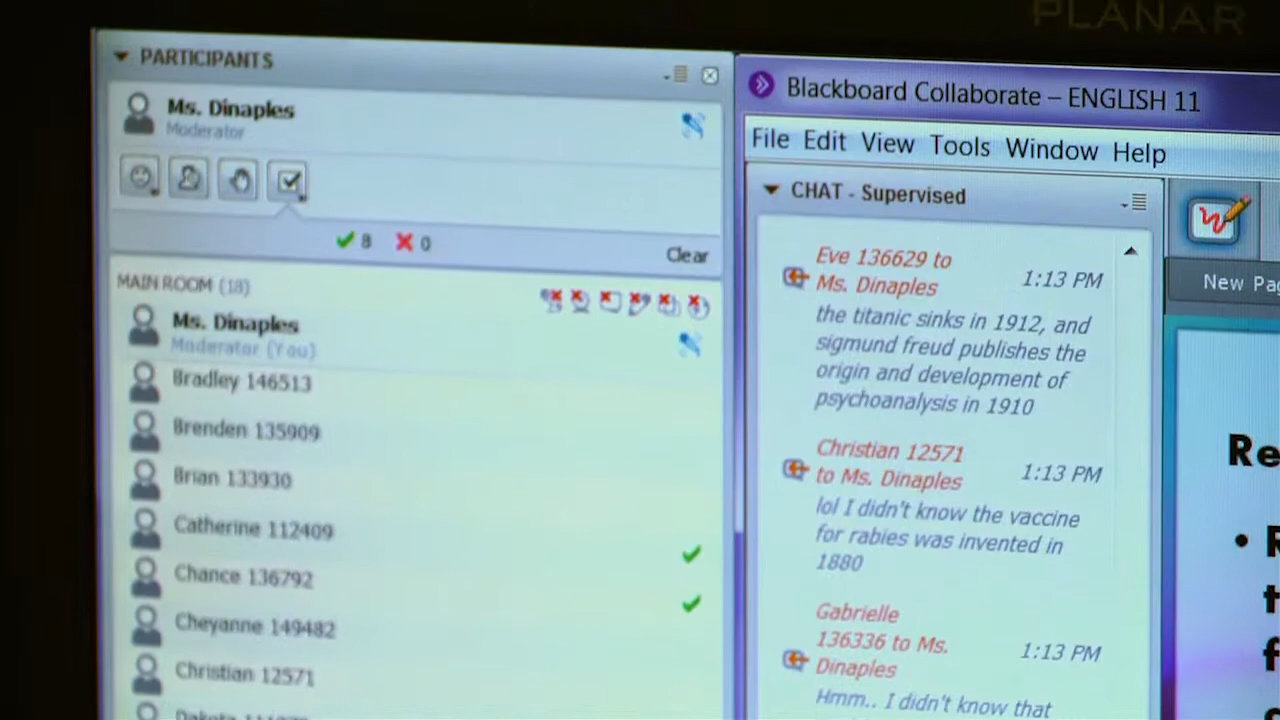 PLANAR
PARTICIPANTS
Ms. Dinaples
Moderator
8
0
Clear
MAIN ROOM (18)
Ms. Dinaples
Moderator (You)
Bradley 146513
Brenden 135909
Brian 133930
Catherine 112409
Chance 136792
Cheyanne 149482
Christian 12571
Blackboard Collaborate – ENGLISH 11
File Edit View Tools Window Help
CHAT - Supervised
Eve 136629 to
Ms. Dinaples
1:13 PM
the titanic sinks in 1912, and
sigmund freud publishes the
origin and development of
psychoanalysis in 1910
Christian 12571
to Ms. Dinaples
1:13 PM
lol I didn't know the vaccine
for rabies was invented in
1880
Gabrielle
136336 to Ms.
Dinaples
1:13 PM
Hmm.. I didn't know that
New Pag
Re